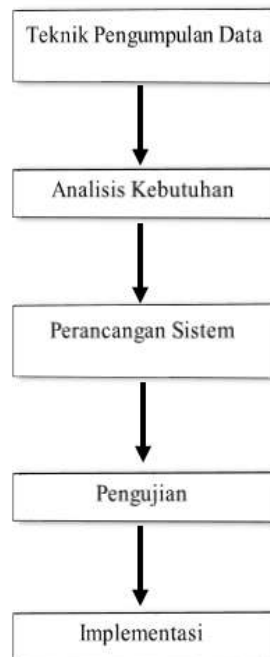 Teknik Pengumpulan Data
Analisis Kebutuhan
Perancangan Sistem
Pengujian
Implementasi